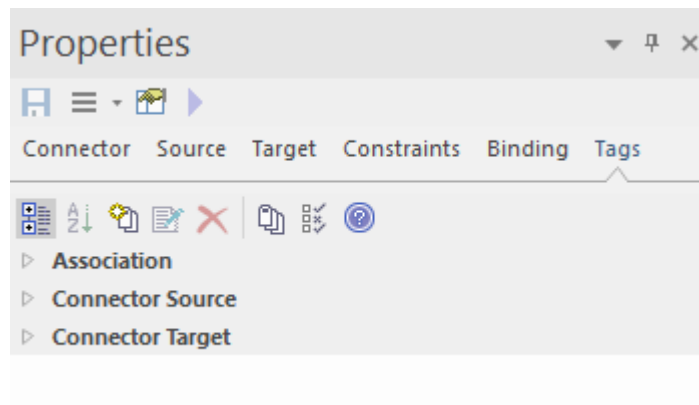 Properties
Connector Source Target Constraints Binding Tags
Association
Connector Source
Connector Target